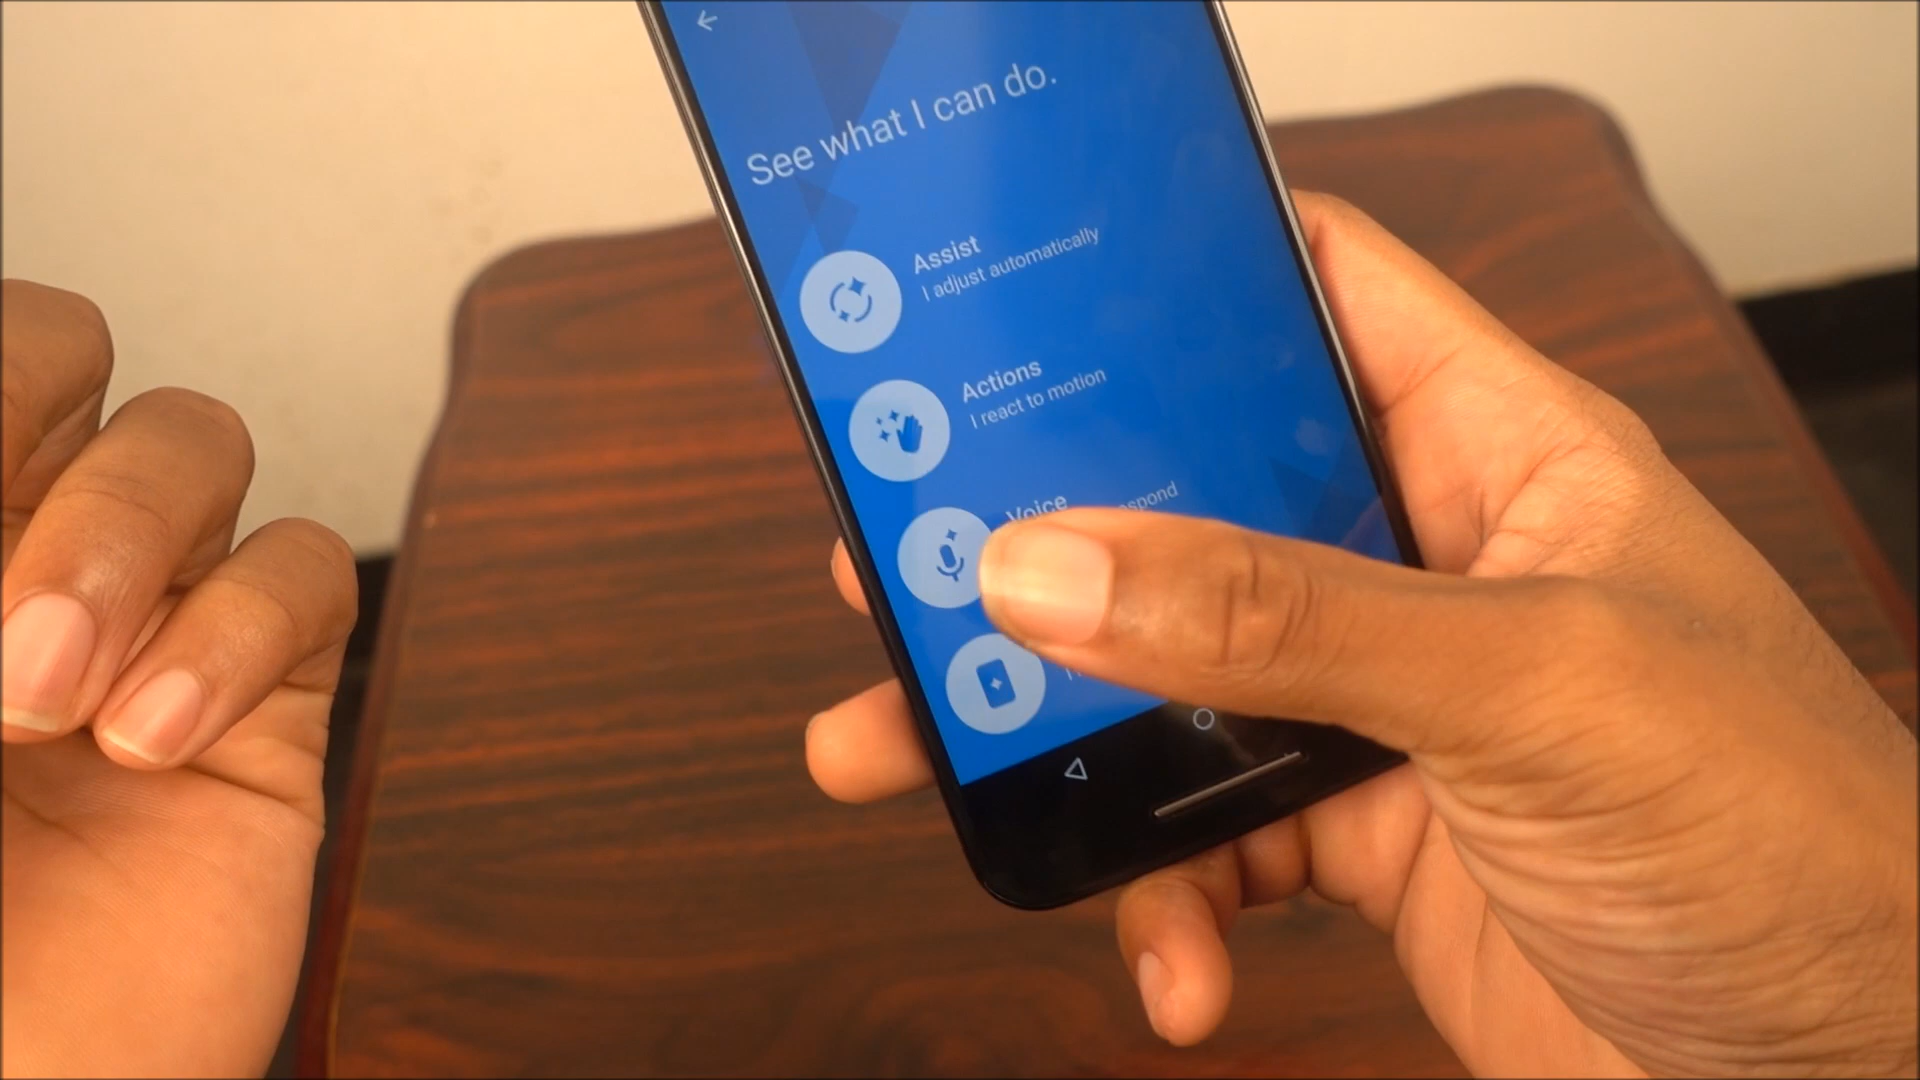 See what I can do.
Assist
I adjust automatically
Actions
I react to motion
Voice